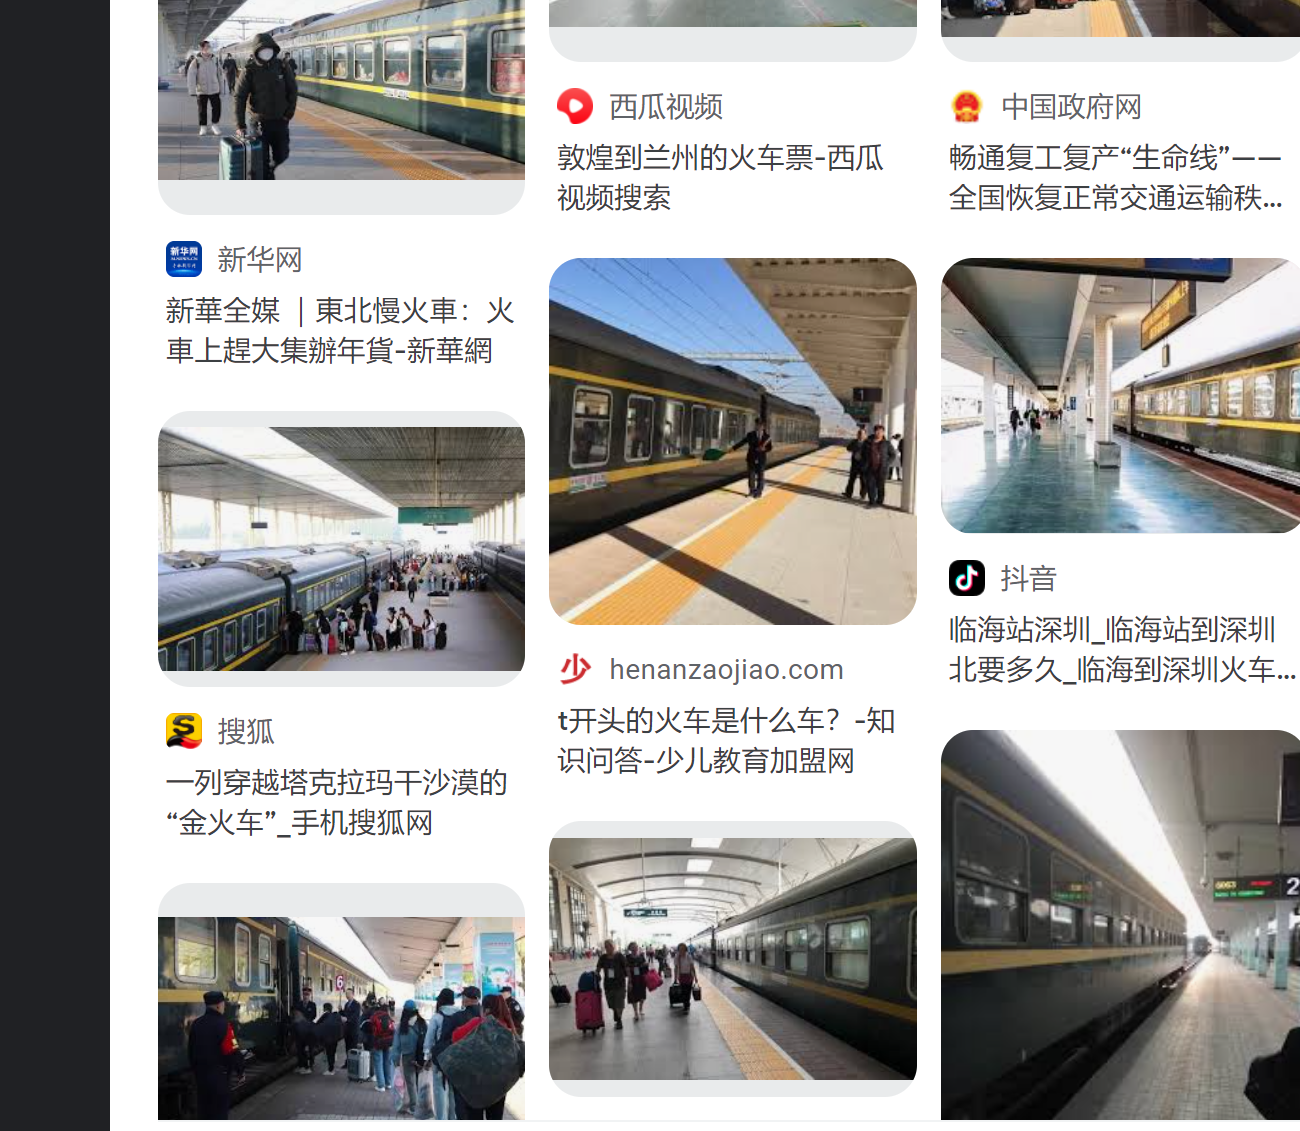 新华网
新華全媒 ｜東北慢火車：火
車上趕大集辦年貨-新華網
搜狐
一列穿越塔克拉玛干沙漠的
“金火车”_手机搜狐网
6
西瓜视频
敦煌到兰州的火车票-西瓜
视频搜索
1
少
henanzaojiao.com
t开头的火车是什么车？-知
识问答-少儿教育加盟网
中国政府网
畅通复工复产“生命线”——
全国恢复正常交通运输秩...
抖音
临海站深圳_临海站到深圳
北要多久_临海到深圳火车...
2